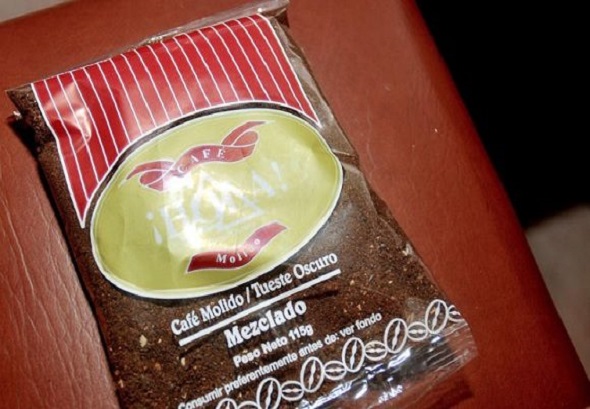 CAFÉ
¡HOLA!
Molido
Café Molido / Tueste Oscuro
Mezclado
Peso Neto 115g
Consumir preferentemente antes de: ver fondo